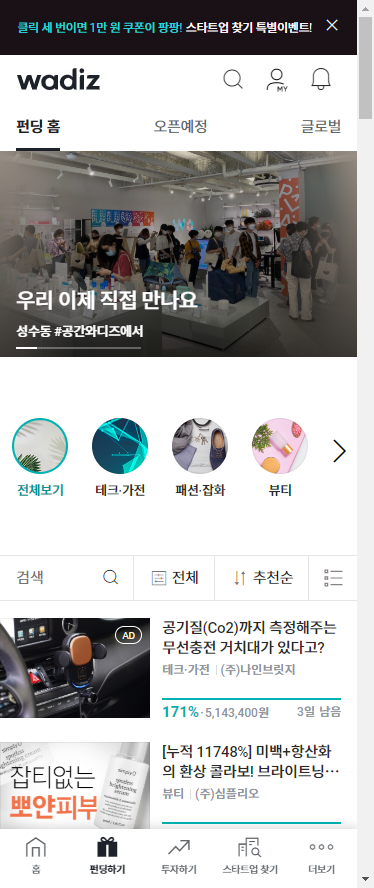 클릭 세 번이면 1만 원 쿠폰이 팡팡! 스타트업 찾기 특별이벤트!
wadiz
MY
펀딩 홈 오픈예정 글로벌
우리 이제 직접 만나요
성수동 #공간와디즈에서
전체보기 테크·가전 패션·잡화 뷰티
검색 전체 추천순
AD
공기질(Co2)까지 측정해주는
무선충전 거치대가 있다고?
테크·가전 | (주)나인브릿지
171% · 5,143,400원 3일 남음
잡티없는
뽀얀피부
brightening
serum
[누적 11748%] 미백+항산화
의 환상 콜라보! 브라이트닝…
뷰티 | (주)심플리오
홈 펀딩하기 투자하기 스타트업 찾기 더보기